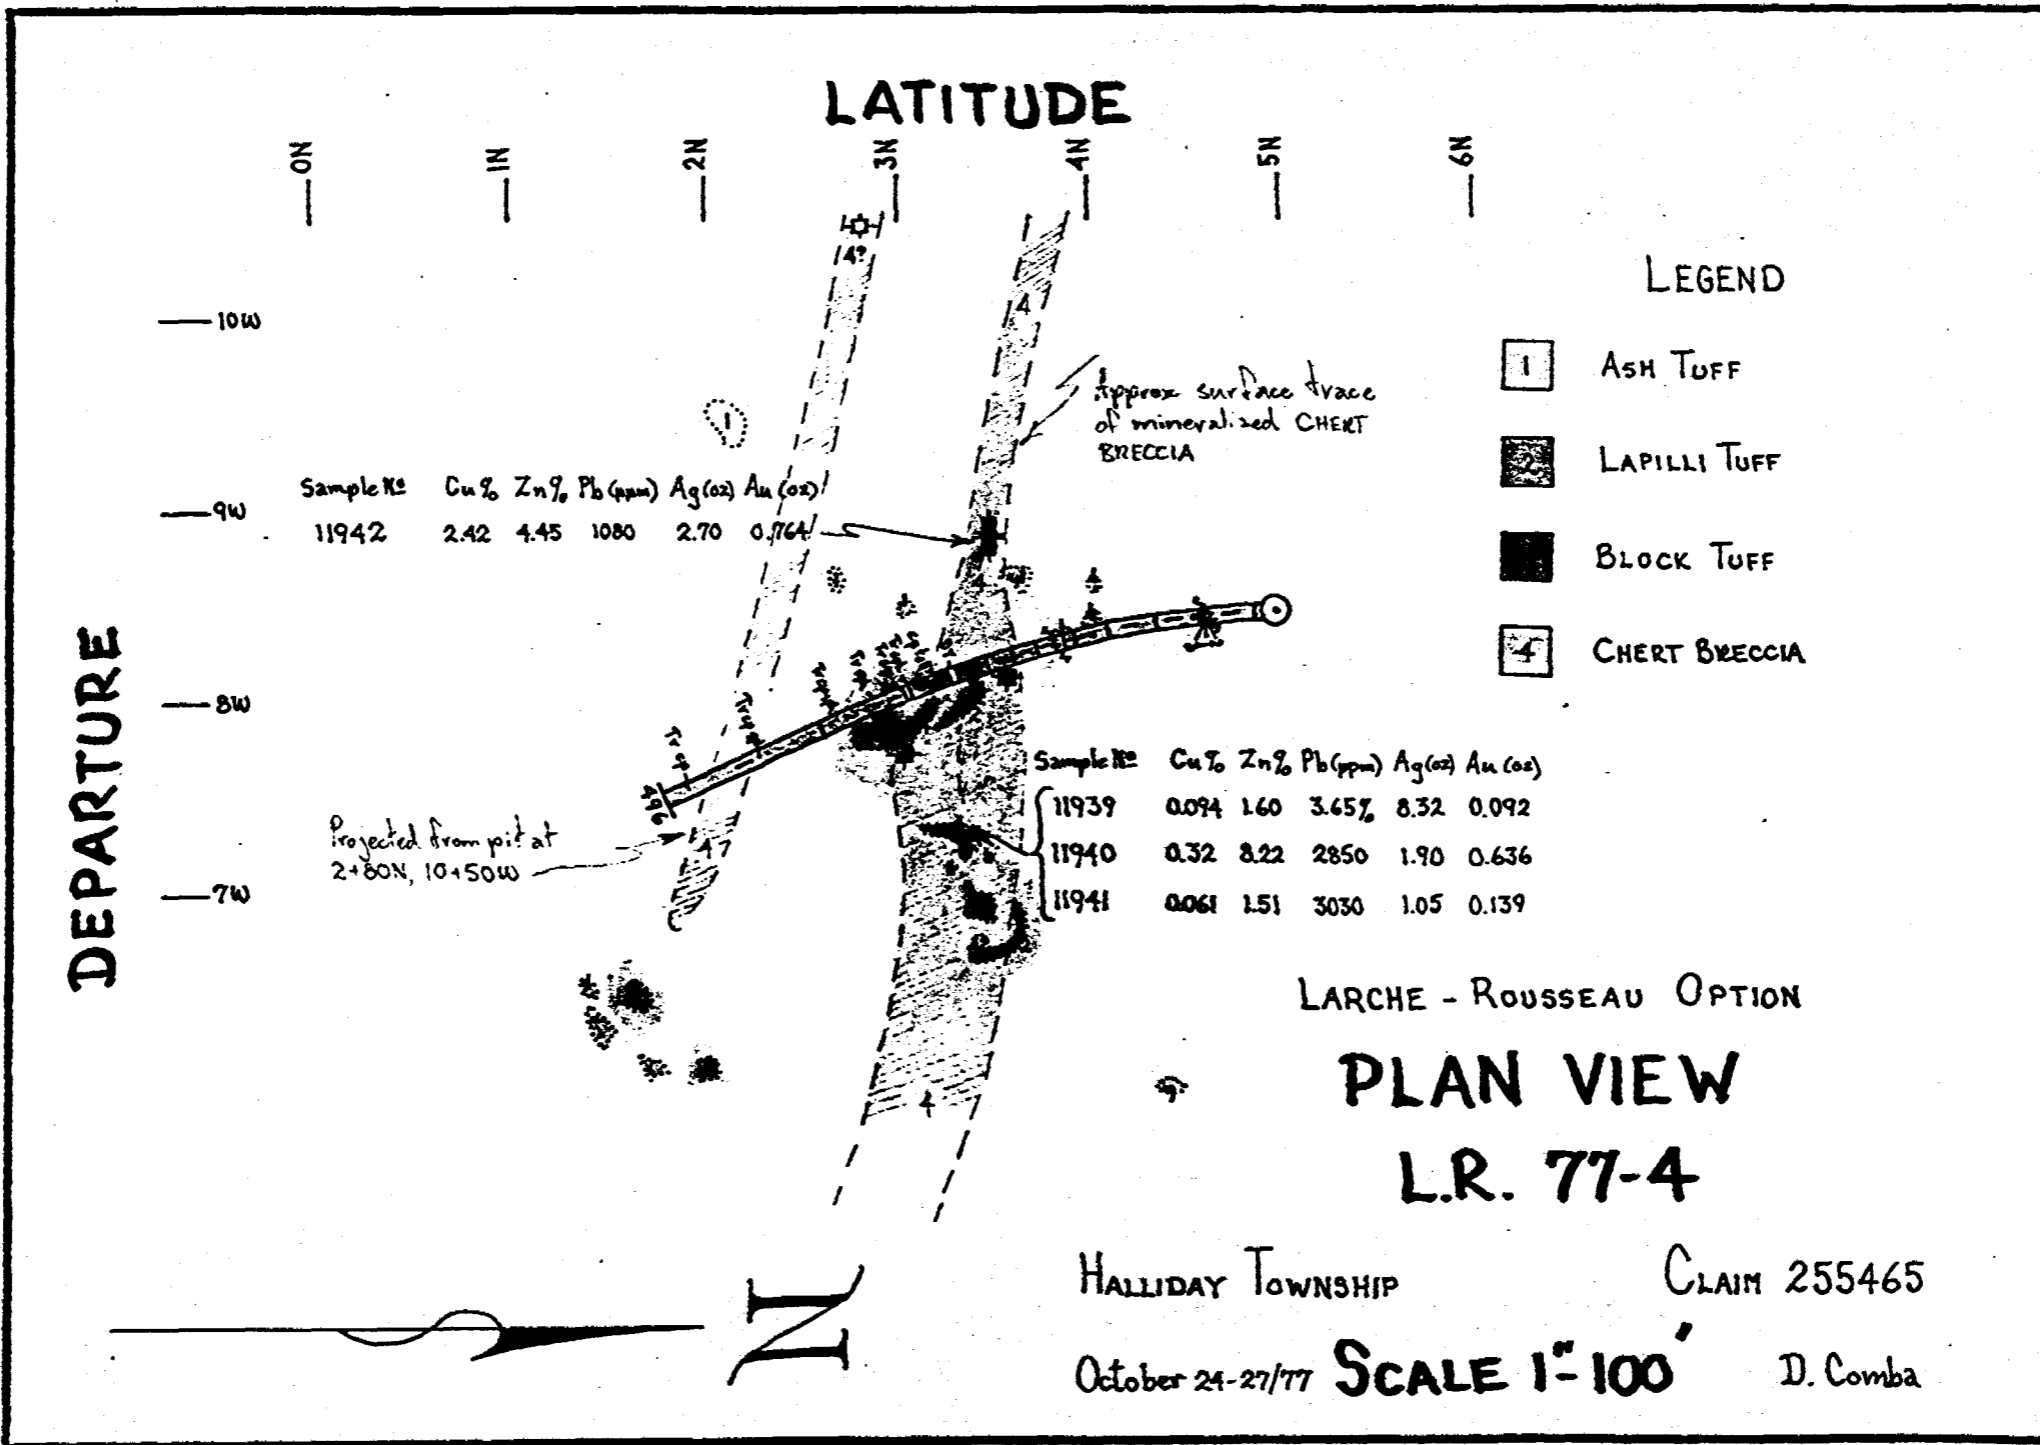 LATITUDE
0N
1N
2N
3N
4N
5N
6N
4?
4
LEGEND
10W
1 ASH TUFF
Approx surface trace
of mineralized CHERT
BRECCIA
1
2 LAPILLI TUFF
Sample No Cu% Zn% Pb(ppm) Ag(oz) Au(oz)
9W
11942 2.42 4.45 1080 2.70 0.764
BLOCK TUFF
4
4 CHERT BRECCIA
DEPARTURE
8W
Sample No Cu% Zn% Pb(ppm) Ag(oz) Au(oz)
496
11939 0.094 1.60 3.65% 8.32 0.092
Projected from pit at
2+80N, 10+50W
11940 0.32 8.22 2850 1.90 0.636
7W
11941 0.061 1.51 3030 1.05 0.139
LARCHE - ROUSSEAU OPTION
PLAN VIEW
4
L.R. 77-4
N
HALLIDAY TOWNSHIP
CLAIM 255465
October 24-27/77
SCALE 1"-100'
D. Comba